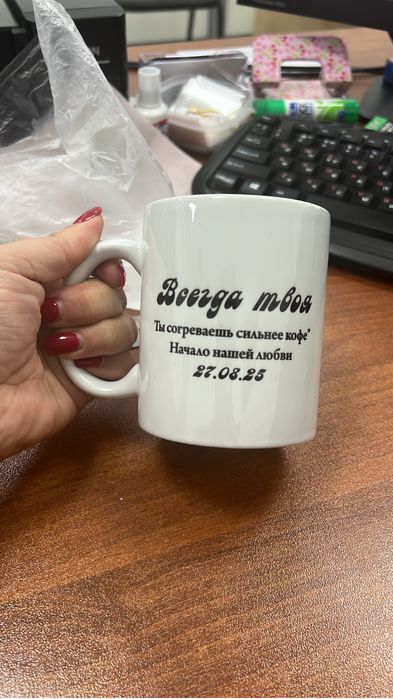 Всегда твоя
Ты согреваешь сильнее кофе"
Начало нашей любви
27.08.25